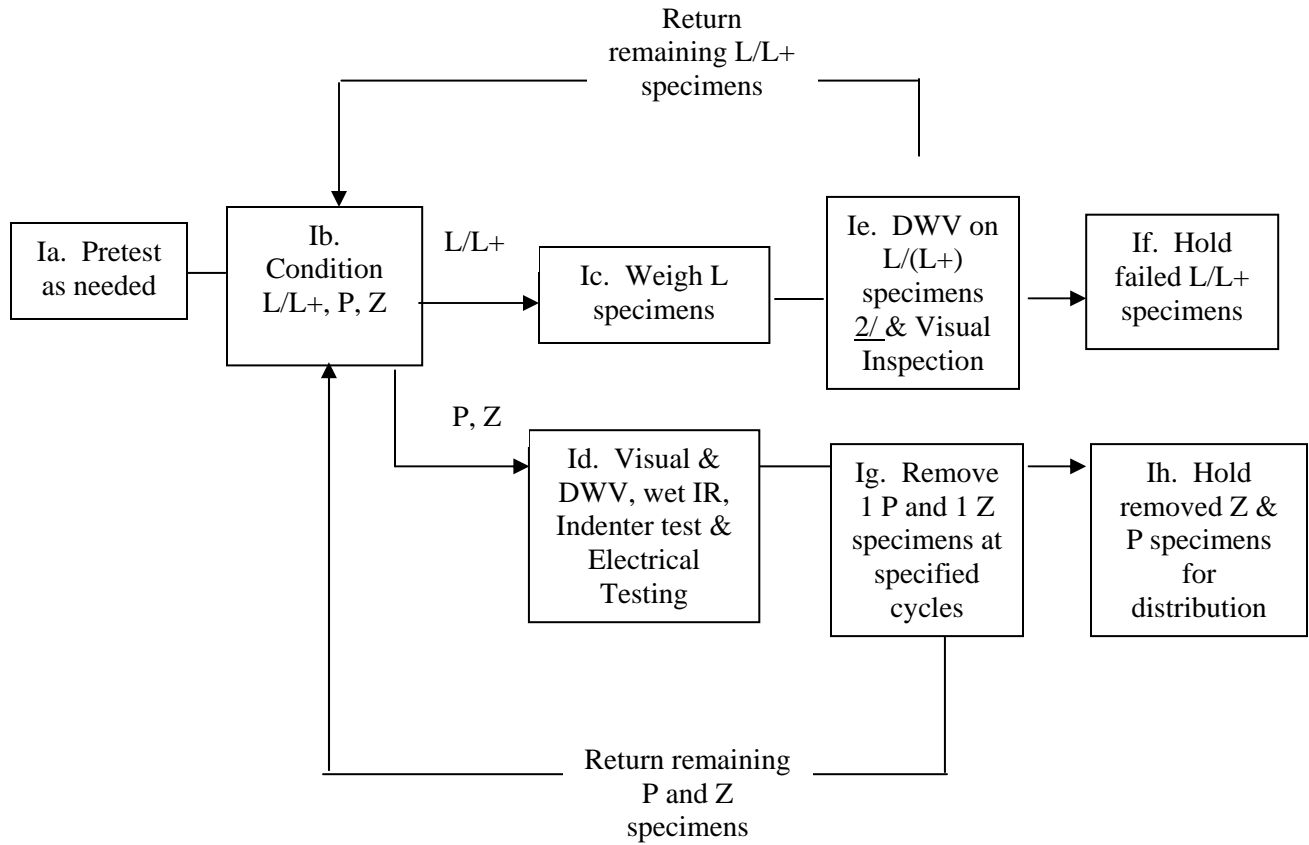 Return
remaining L/L+
specimens
Ia. Pretest
as needed
Ib.
Condition
L/L+, P, Z
L/L+
Ic. Weigh L
specimens
Ie. DWV on
L/(L+)
specimens
2/ & Visual
Inspection
If. Hold
failed L/L+
specimens
P, Z
Id. Visual &
DWV, wet IR,
Indenter test &
Electrical
Testing
Ig. Remove
1 P and 1 Z
specimens at
specified
cycles
Ih. Hold
removed Z &
P specimens
for
distribution
Return remaining
P and Z
specimens